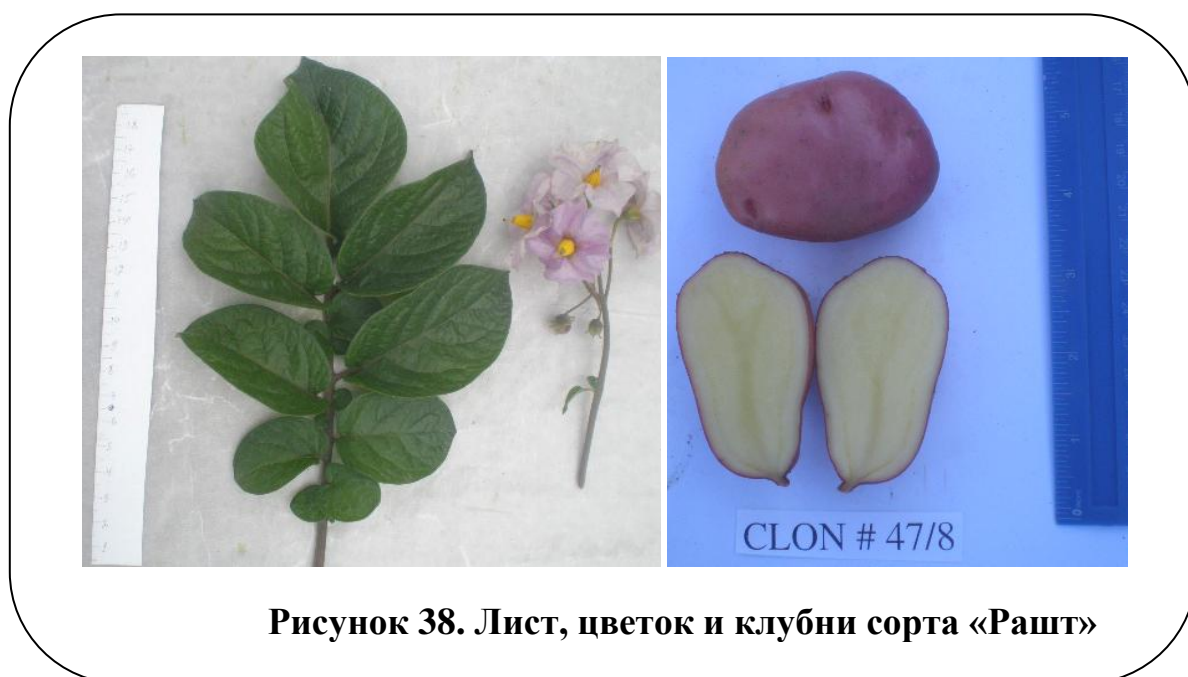 CLON # 47/8
Рисунок 38. Лист, цветок и клубни сорта «Рашт»